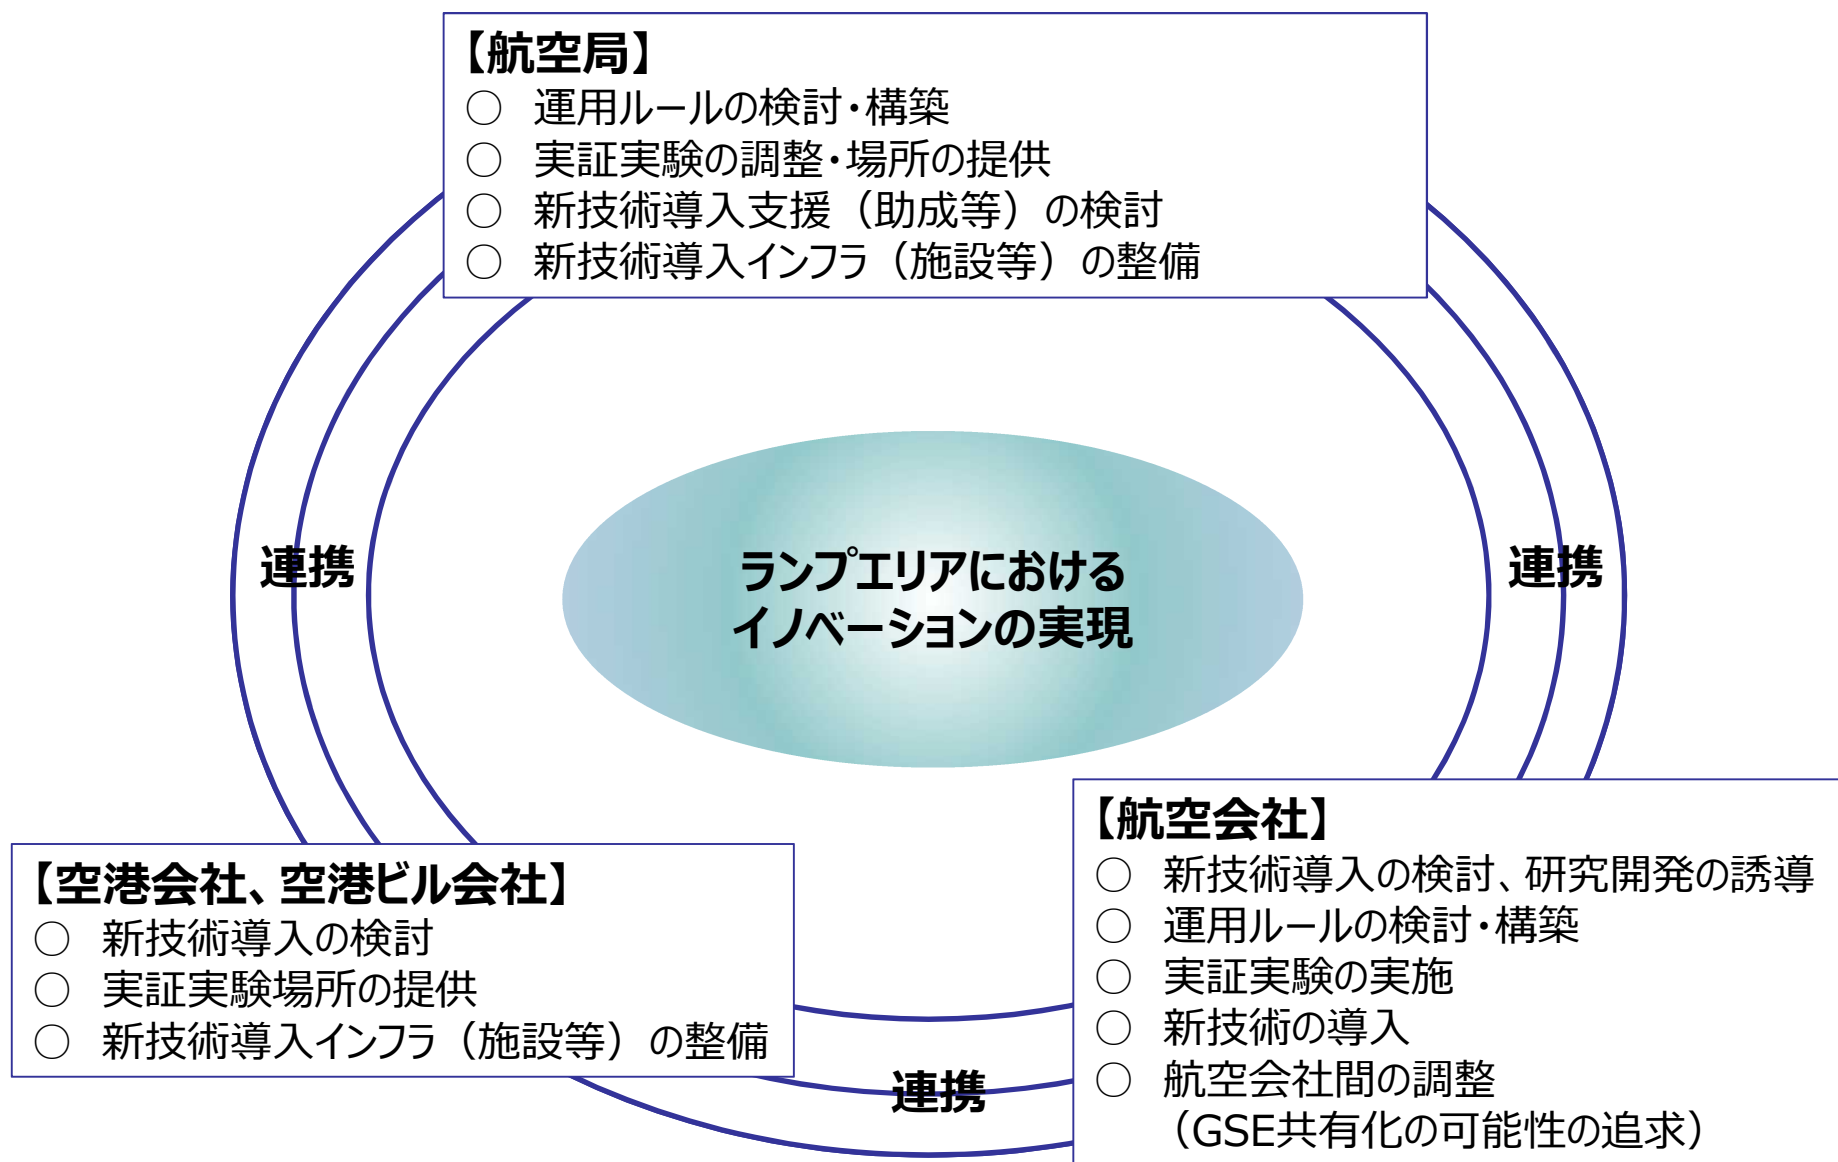 【航空局】
○ 運用ルールの検討・構築
○ 実証実験の調整・場所の提供
○ 新技術導入支援（助成等）の検討
○ 新技術導入インフラ（施設等）の整備
連携
ランプエリアにおける
イノベーションの実現
連携
【空港会社、空港ビル会社】
○ 新技術導入の検討
○ 実証実験場所の提供
○ 新技術導入インフラ（施設等）の整備
連携
【航空会社】
○ 新技術導入の検討、研究開発の誘導
○ 運用ルールの検討・構築
○ 実証実験の実施
○ 新技術の導入
○ 航空会社間の調整
（GSE共有化の可能性の追求）